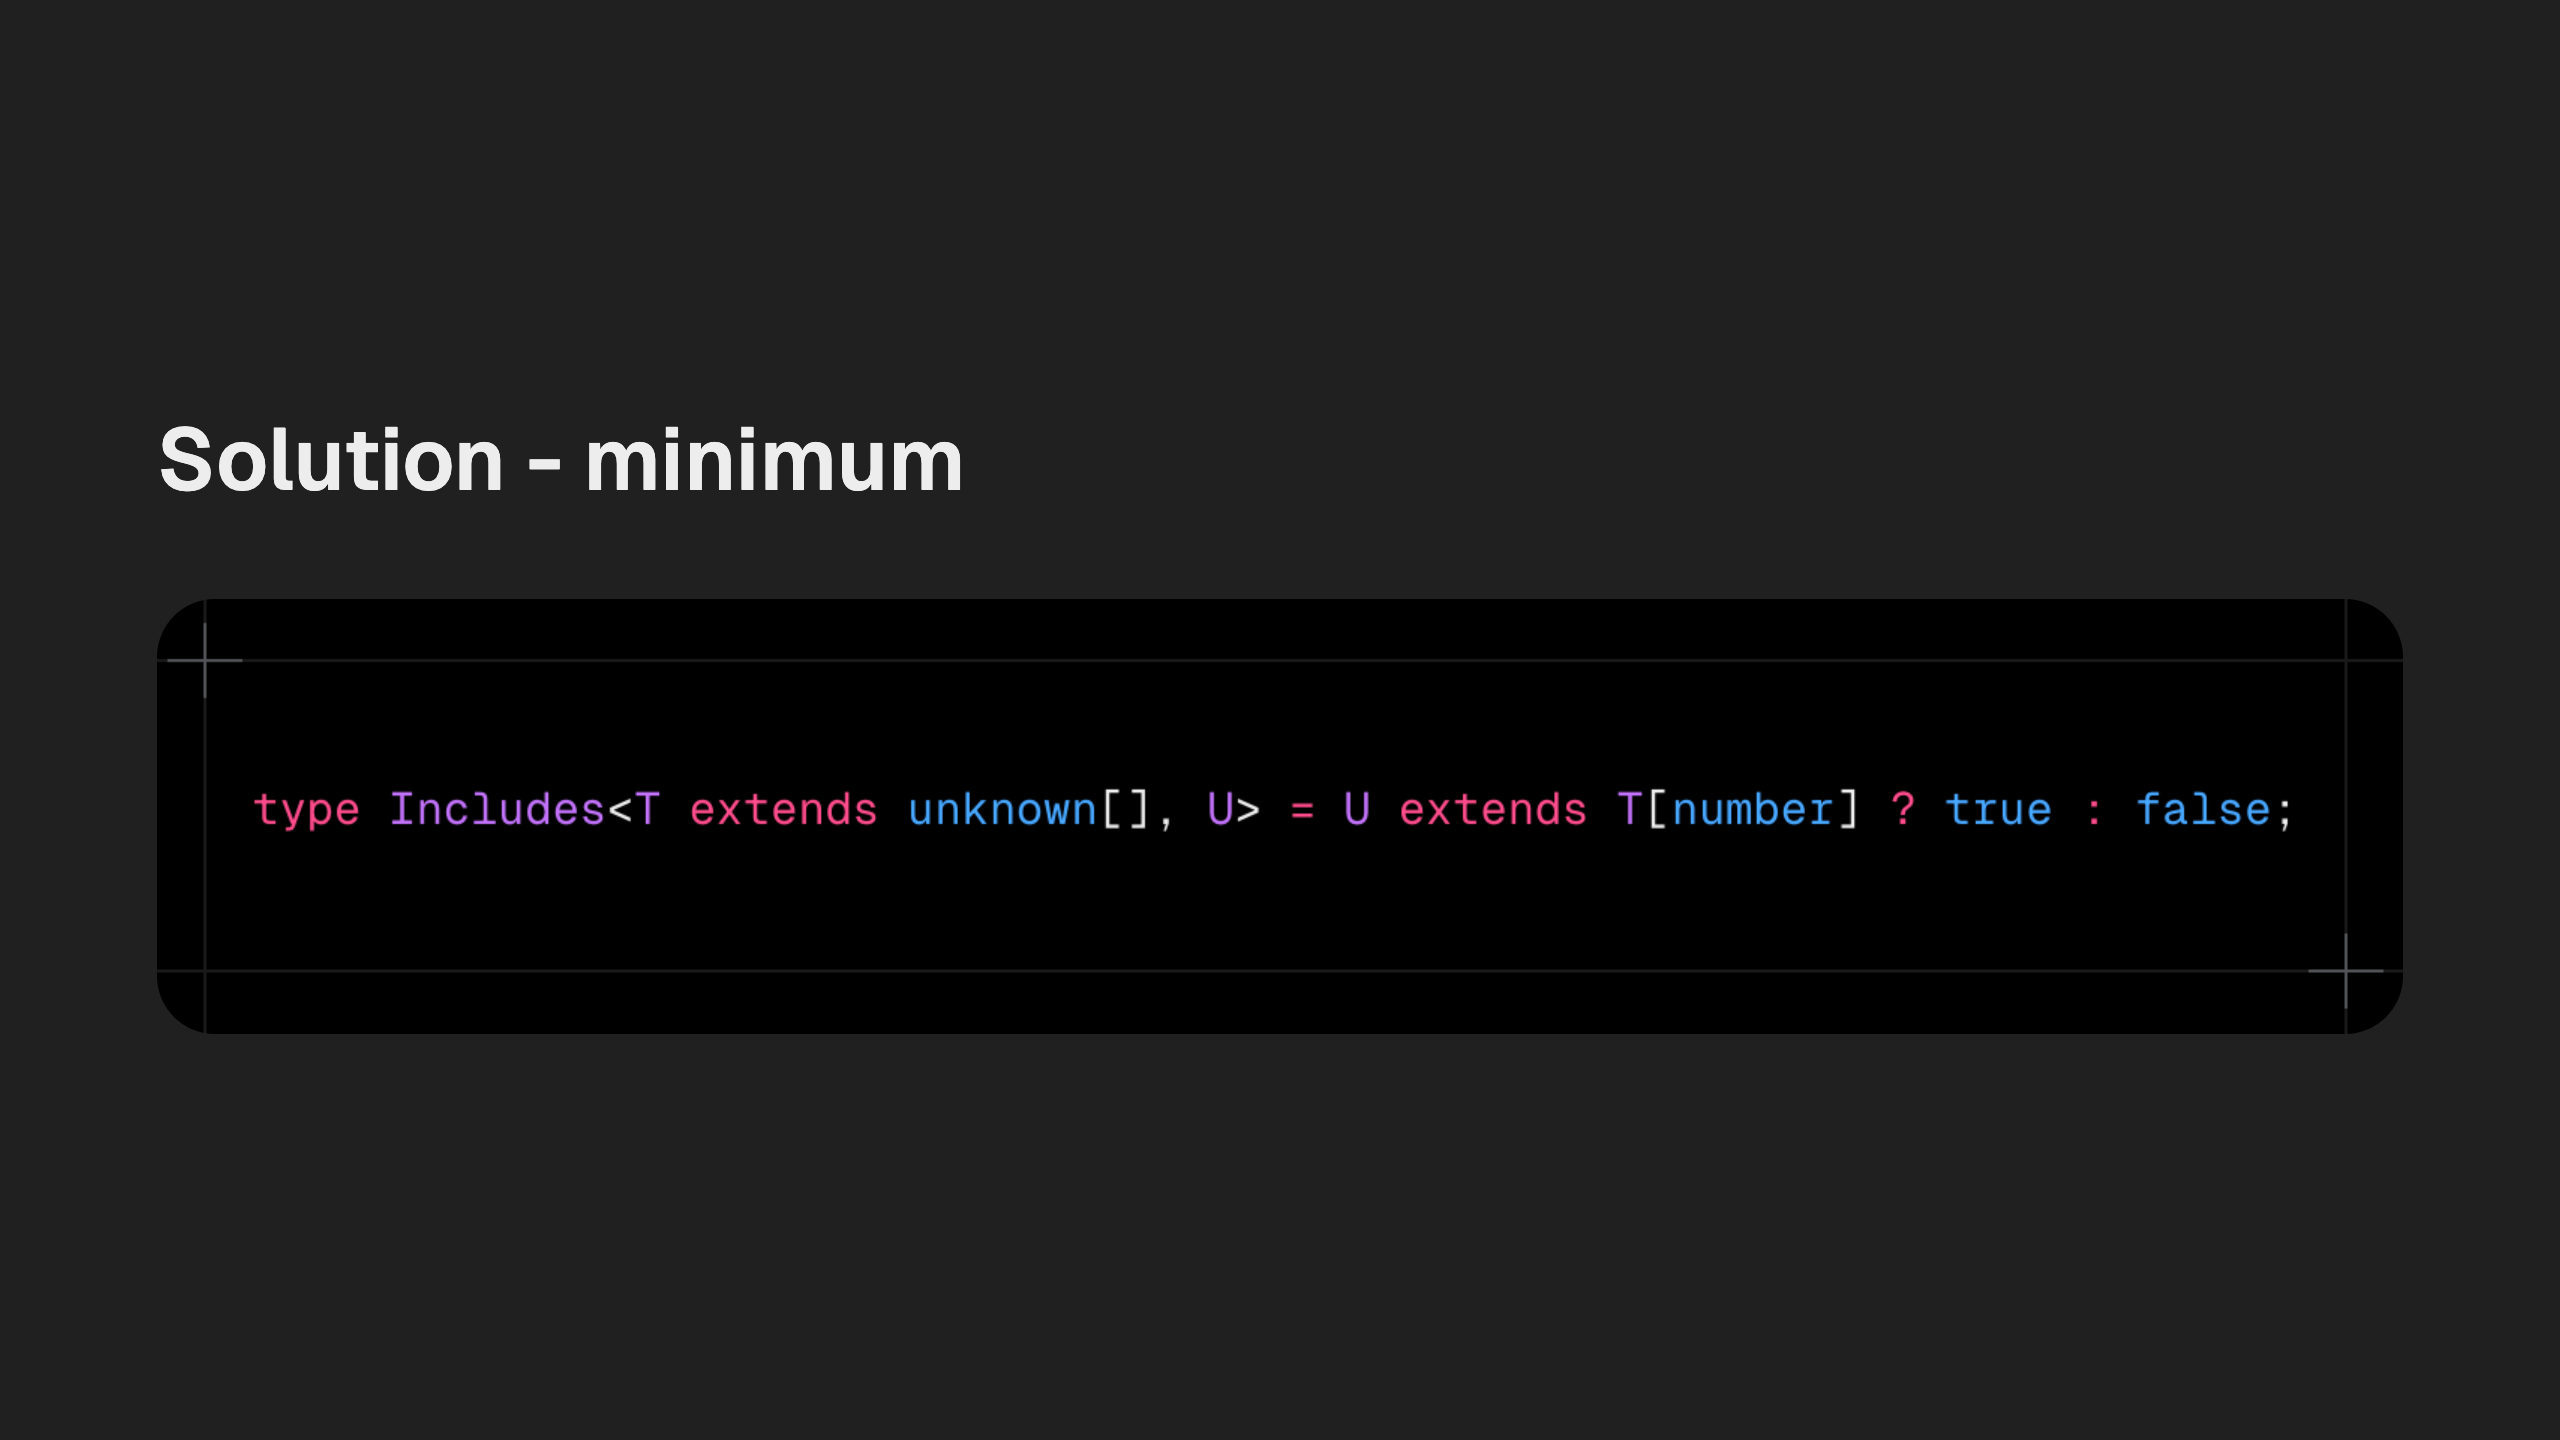 Solution - minimum
type Includes<T extends unknown[], U> = U extends T[number] ? true : false;